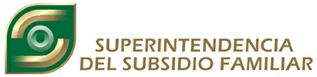 SUPERINTENDENCIA
DEL SUBSIDIO FAMILIAR